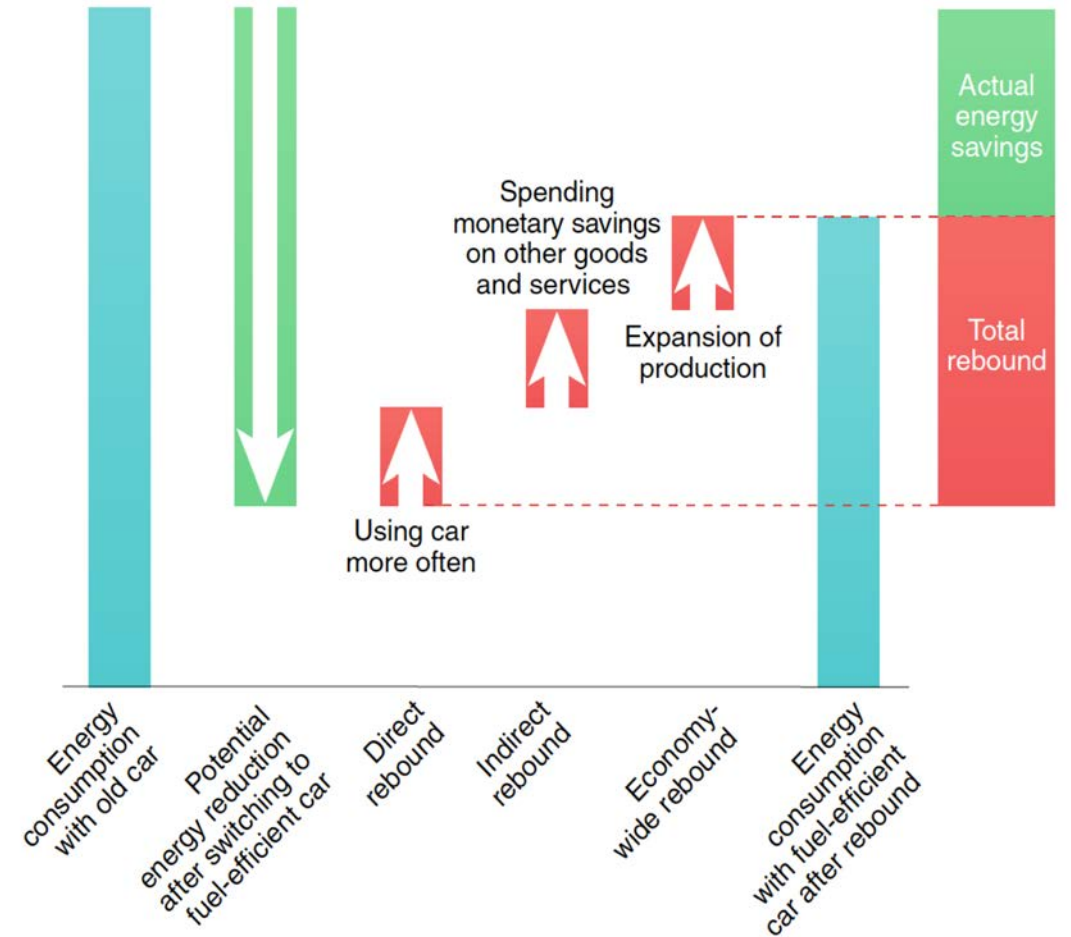 Actual
energy
savings
Spending
monetary savings
on other goods
and services
Expansion of
production
Total
rebound
Using car
more often
Energy
consumption
with old car
Potential
energy reduction
after switching to
fuel-efficient car
Direct
rebound
Indirect
rebound
Economy-
wide rebound
Energy
consumption
with fuel-efficient
car after rebound